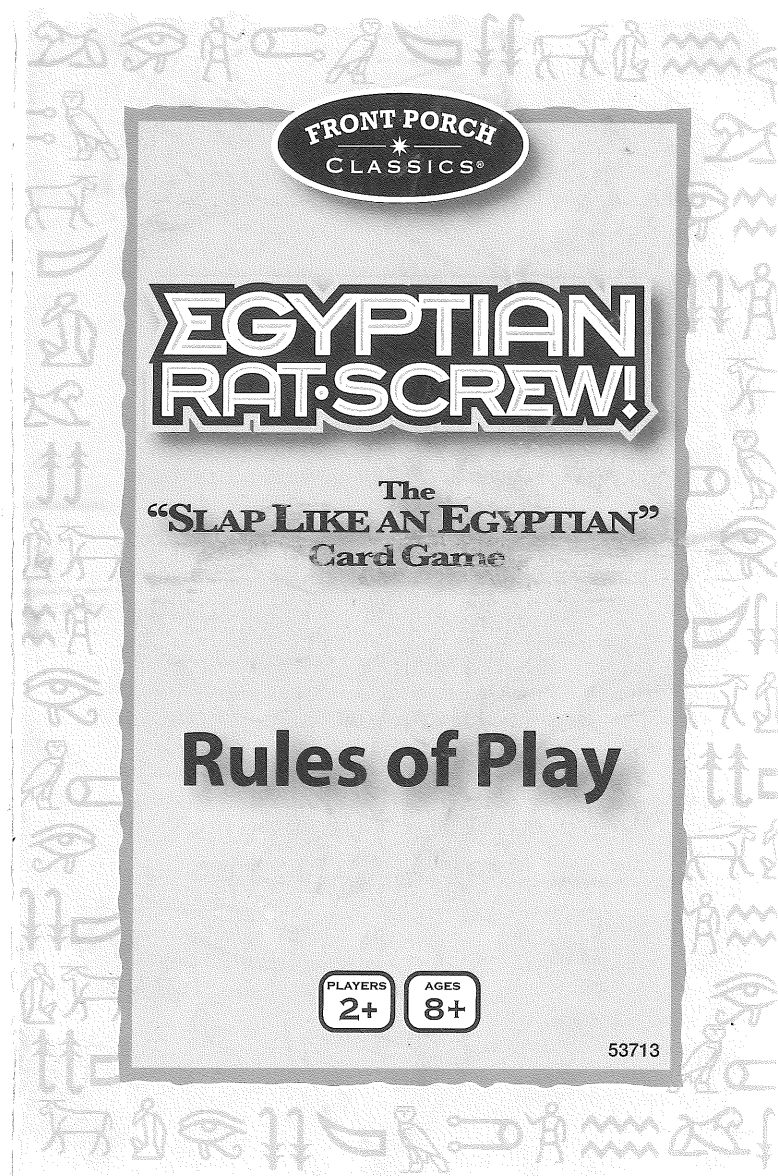 FRONT PORCH
CLASSICS®
EGYPTIAN
RAT·SCREW!
The
“SLAP LIKE AN EGYPTIAN”
Card Game
Rules of Play
PLAYERS
2+
AGES
8+
53713